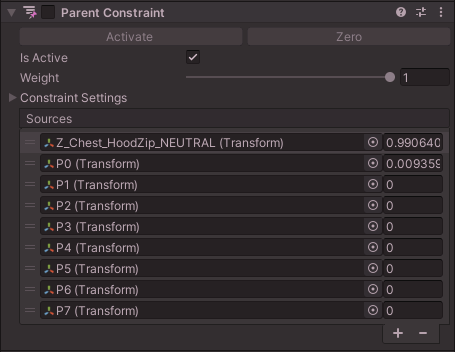 Parent Constraint
Activate Zero
Is Active
Weight 1
Constraint Settings
Sources
Z_Chest_HoodZip_NEUTRAL (Transform) 0.990640
P0 (Transform) 0.009359
P1 (Transform) 0
P2 (Transform) 0
P3 (Transform) 0
P4 (Transform) 0
P5 (Transform) 0
P6 (Transform) 0
P7 (Transform) 0
+ −